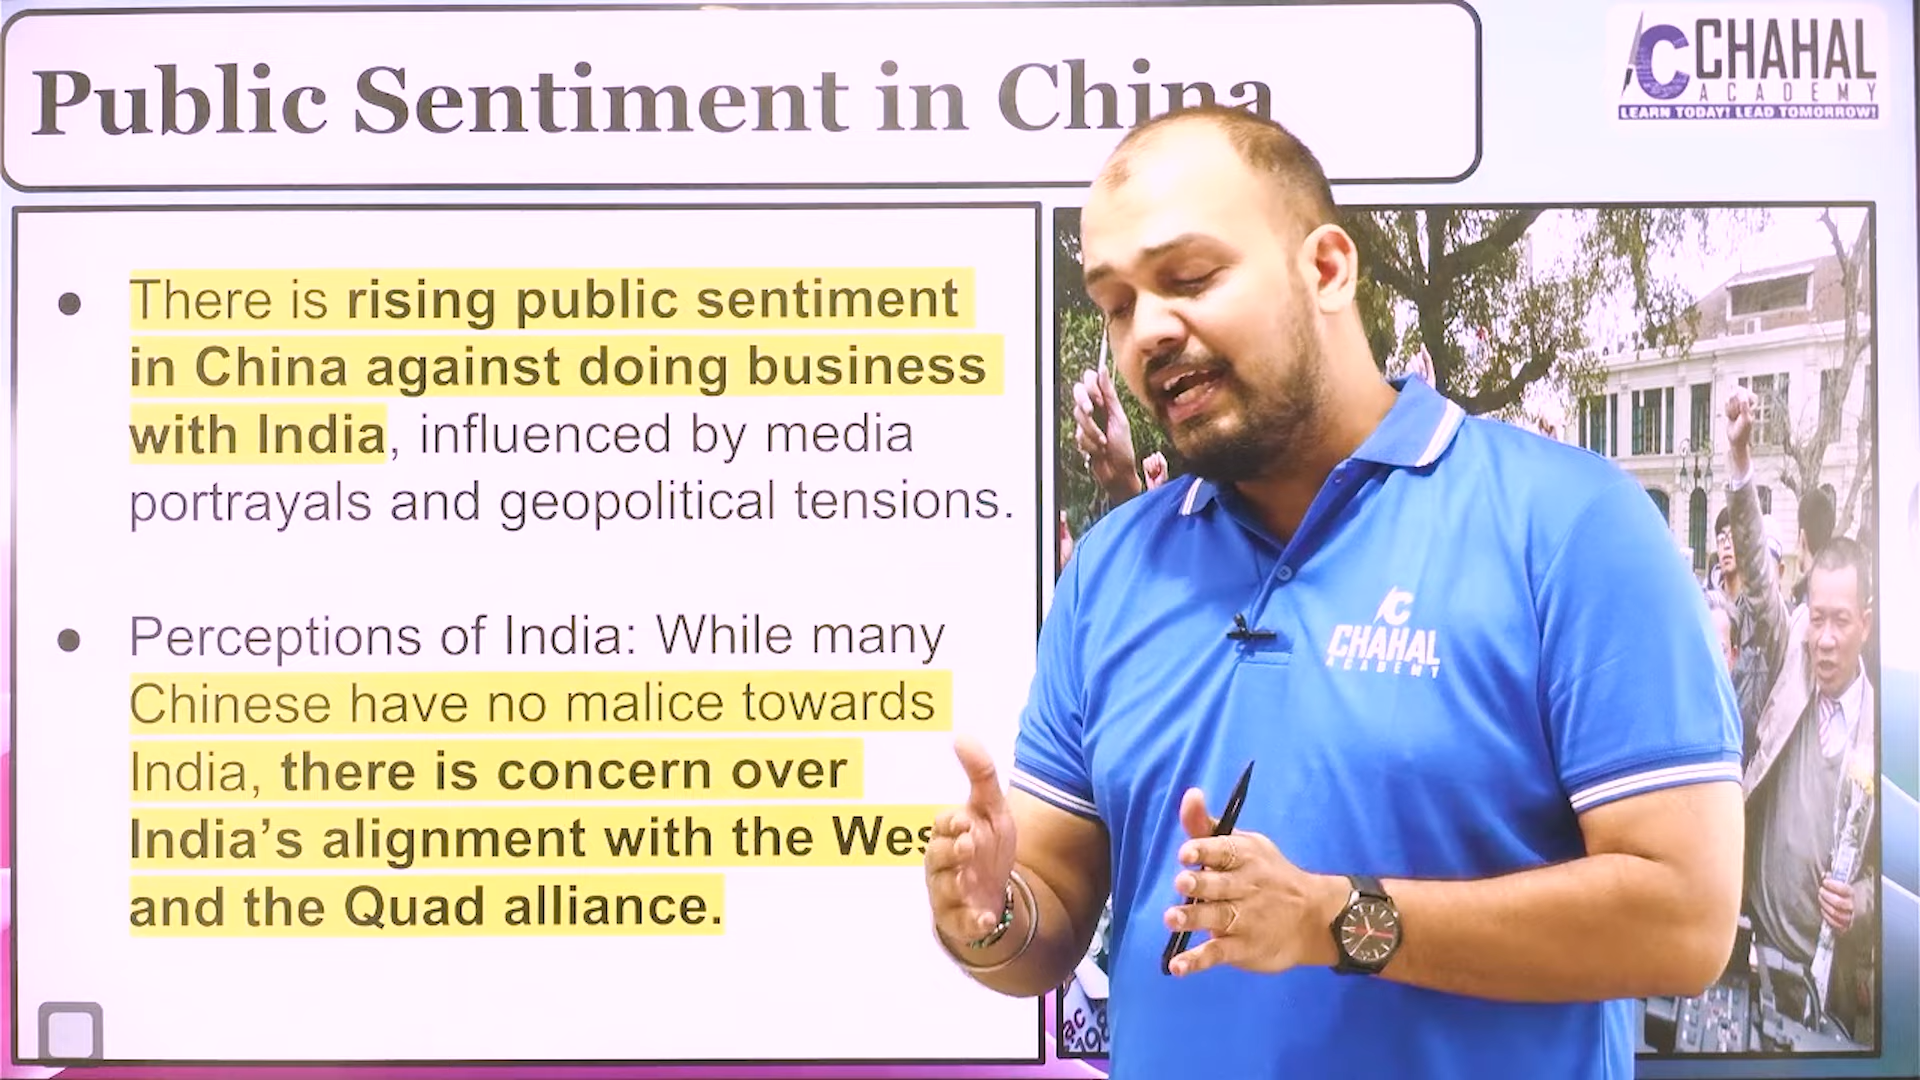 Public Sentiment in China
CHAHAL
ACADEMY
LEARN TODAY! LEAD TOMORROW!
• There is rising public sentiment
in China against doing business
with India, influenced by media
portrayals and geopolitical tensions.
• Perceptions of India: While many
Chinese have no malice towards
India, there is concern over
India’s alignment with the Wes
and the Quad alliance.
CHAHAL
ACADEMY